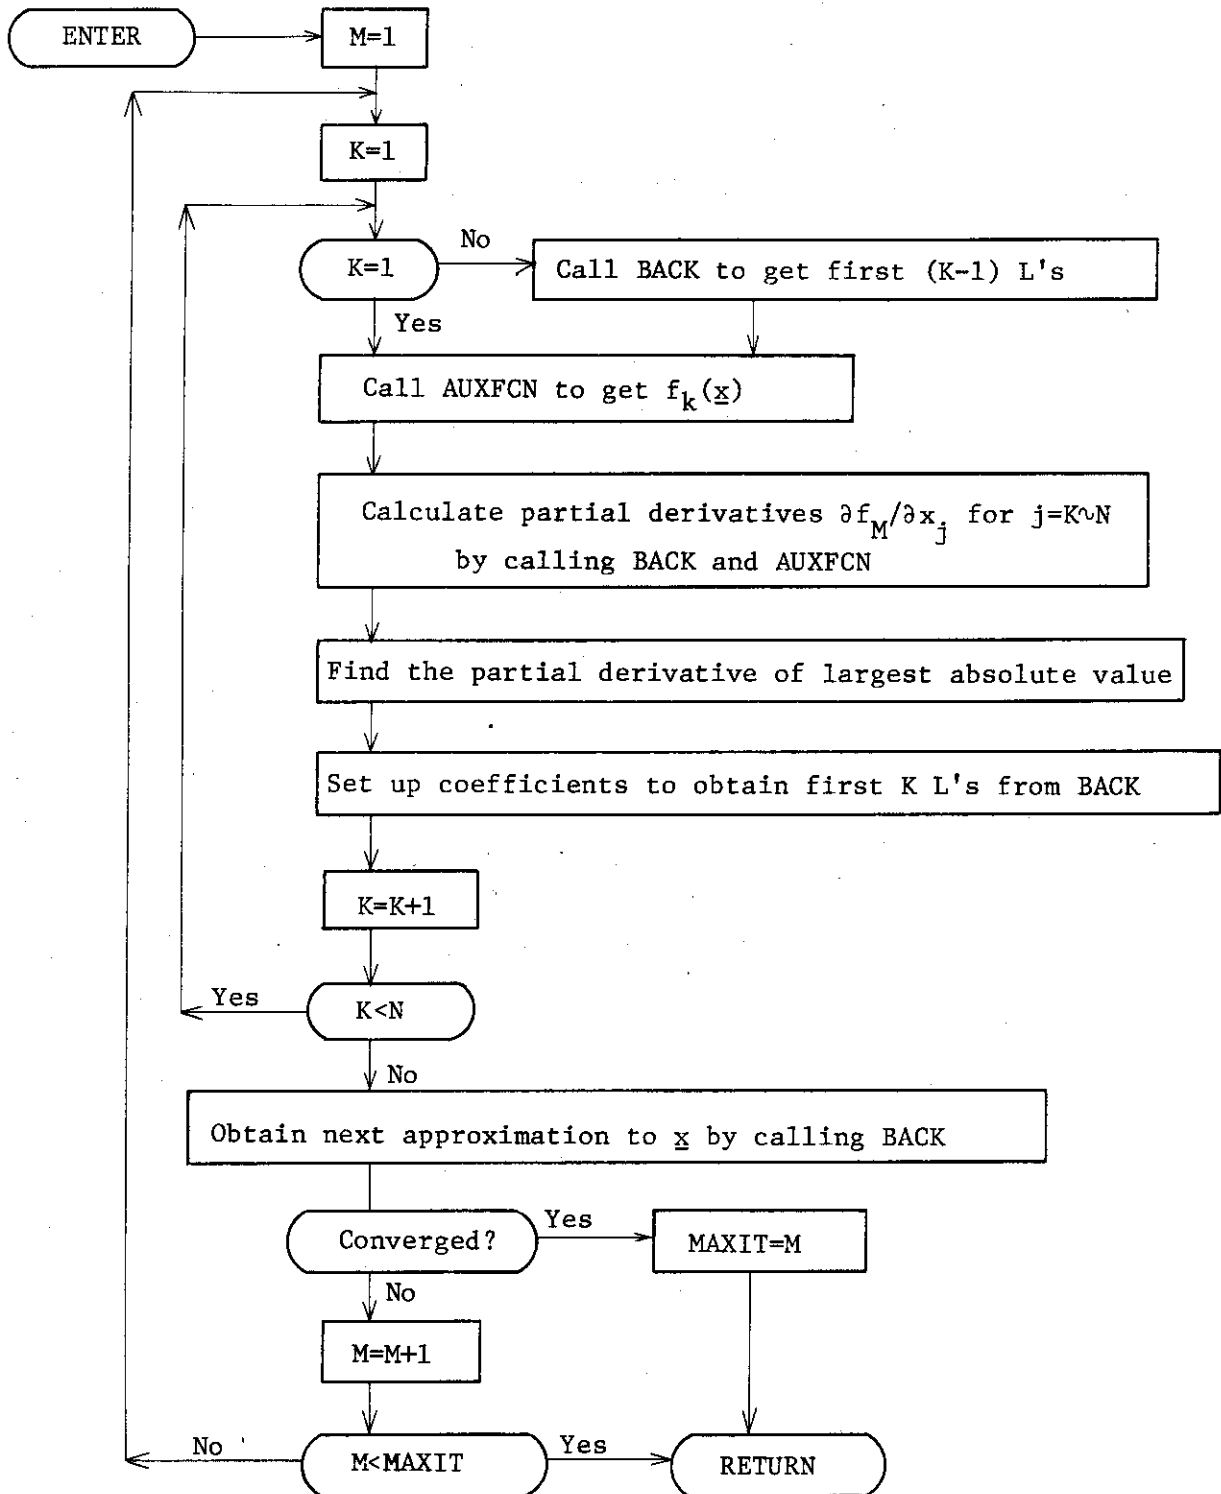 ENTER
M=1
K=1
K=1
No
Call BACK to get first (K-1) L's
Yes
Call AUXFCN to get f_k(x)
Calculate partial derivatives ∂f_M/∂x_j for j=K∿N
by calling BACK and AUXFCN
Find the partial derivative of largest absolute value
Set up coefficients to obtain first K L's from BACK
K=K+1
Yes
K<N
No
Obtain next approximation to x by calling BACK
Converged?
Yes
MAXIT=M
No
M=M+1
No
M<MAXIT
Yes
RETURN